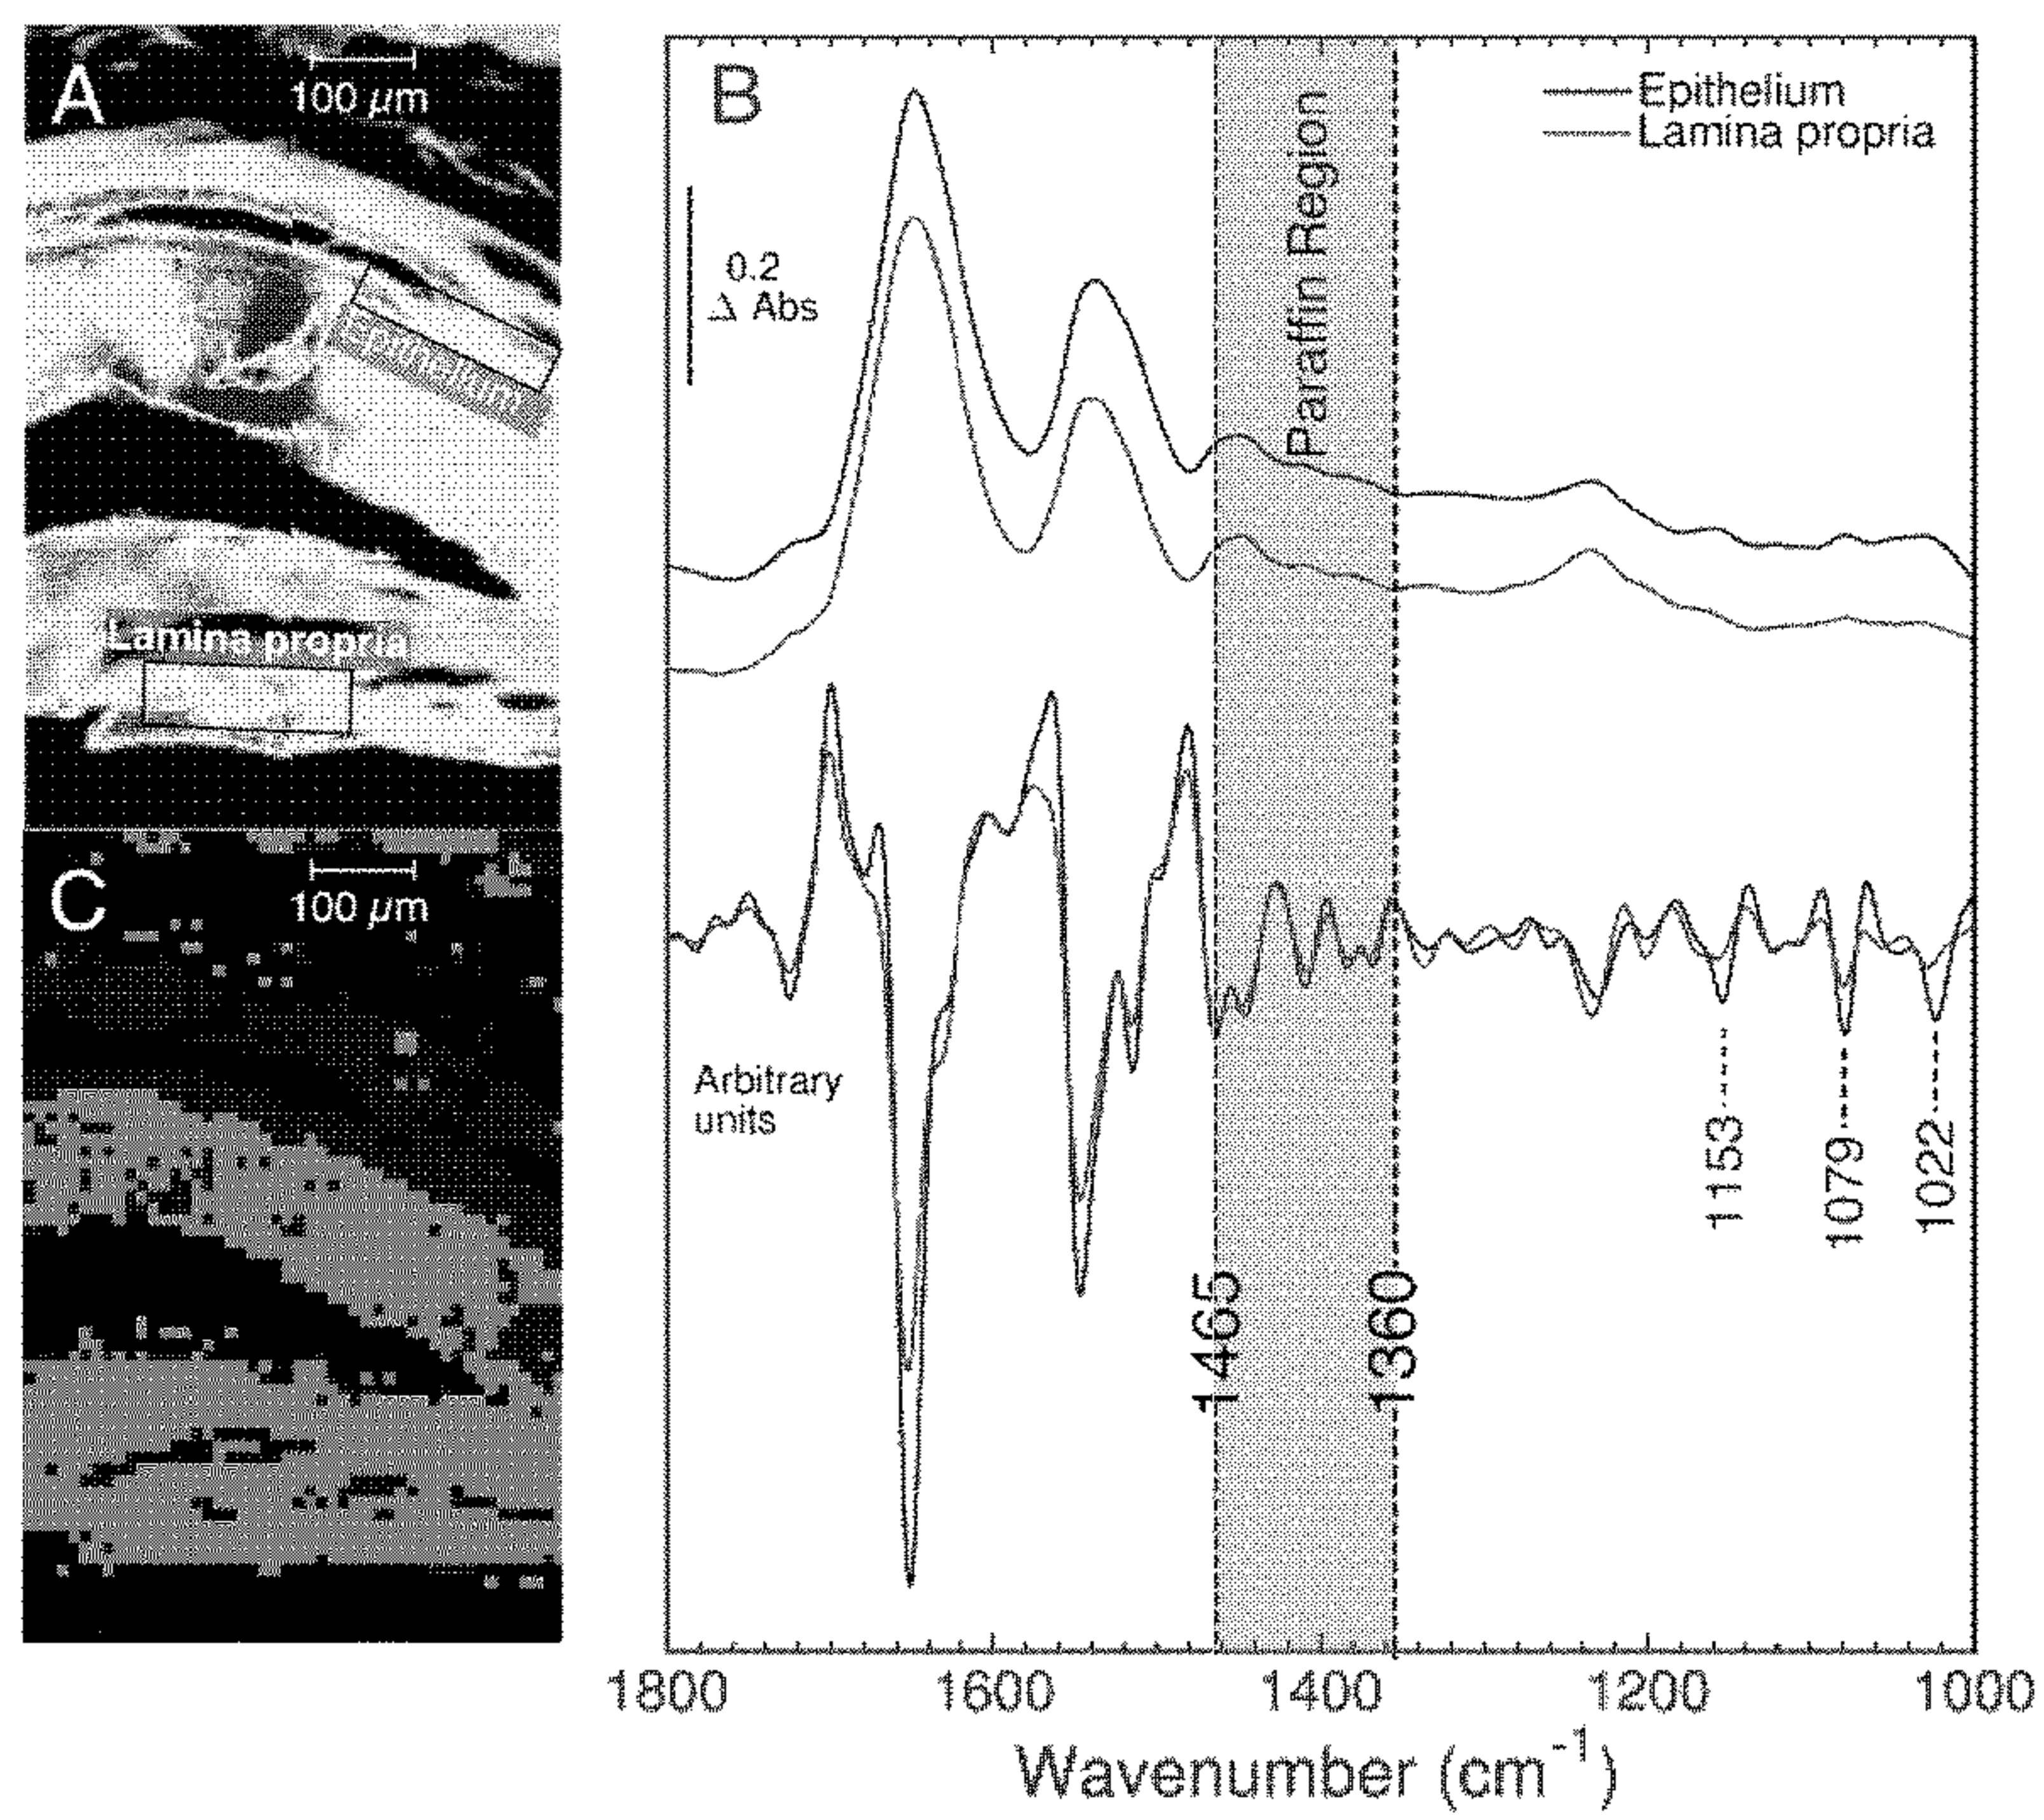 A
100 µm
Epithelium
Lamina propria
C
100 µm
B
Epithelium
Lamina propria
0.2
Δ Abs
Paraffin Region
Arbitrary
units
1465
1360
1153
1079
1022
1800 1600 1400 1200 1000
Wavenumber (cm⁻¹)